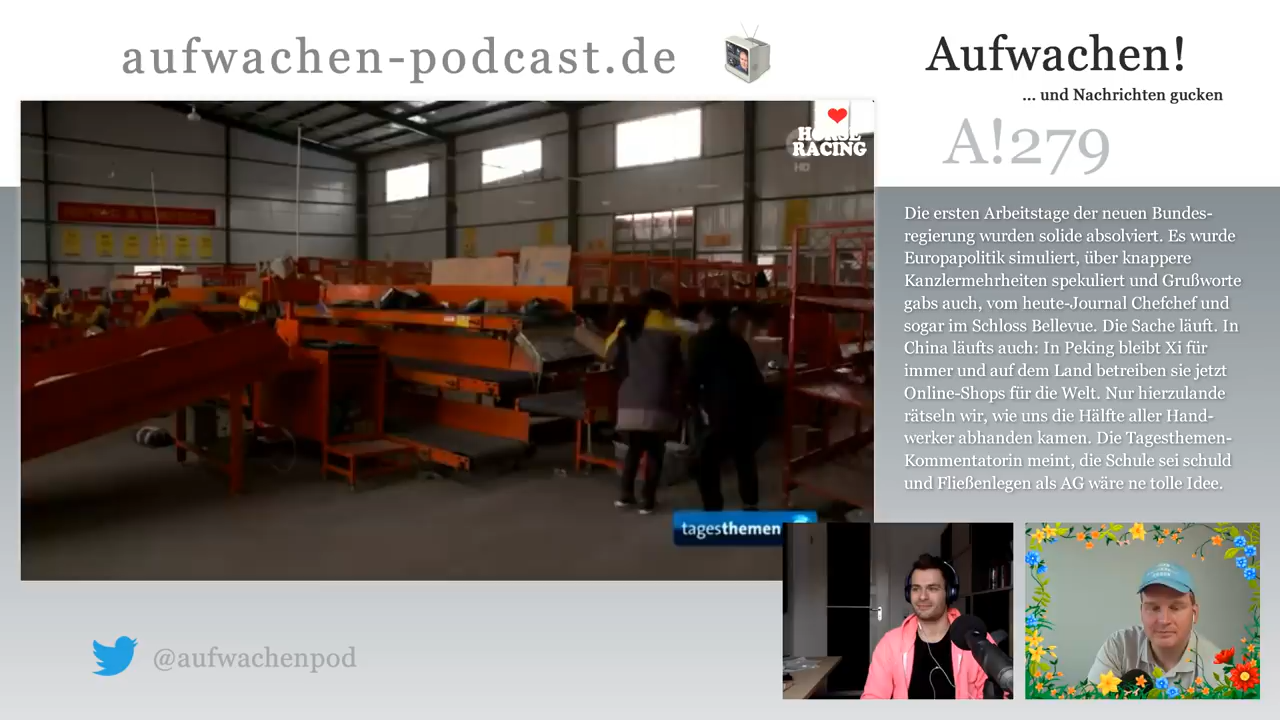 aufwachen-podcast.de
Aufwachen!
... und Nachrichten gucken
A!279
HORSE
RACING
HD
Die ersten Arbeitstage der neuen Bundes-
regierung wurden solide absolviert. Es wurde
Europapolitik simuliert, über knappere
Kanzlermehrheiten spekuliert und Grußworte
gabs auch, vom heute-Journal Chefchef und
sogar im Schloss Bellevue. Die Sache läuft. In
China läufts auch: In Peking bleibt Xi für
immer und auf dem Land betreiben sie jetzt
Online-Shops für die Welt. Nur hierzulande
rätseln wir, wie uns die Hälfte aller Hand-
werker abhanden kamen. Die Tagesthemen-
Kommentatorin meint, die Schule sei schuld
und Fließenlegen als AG wäre ne tolle Idee.
tagesthemen
@aufwachenpod